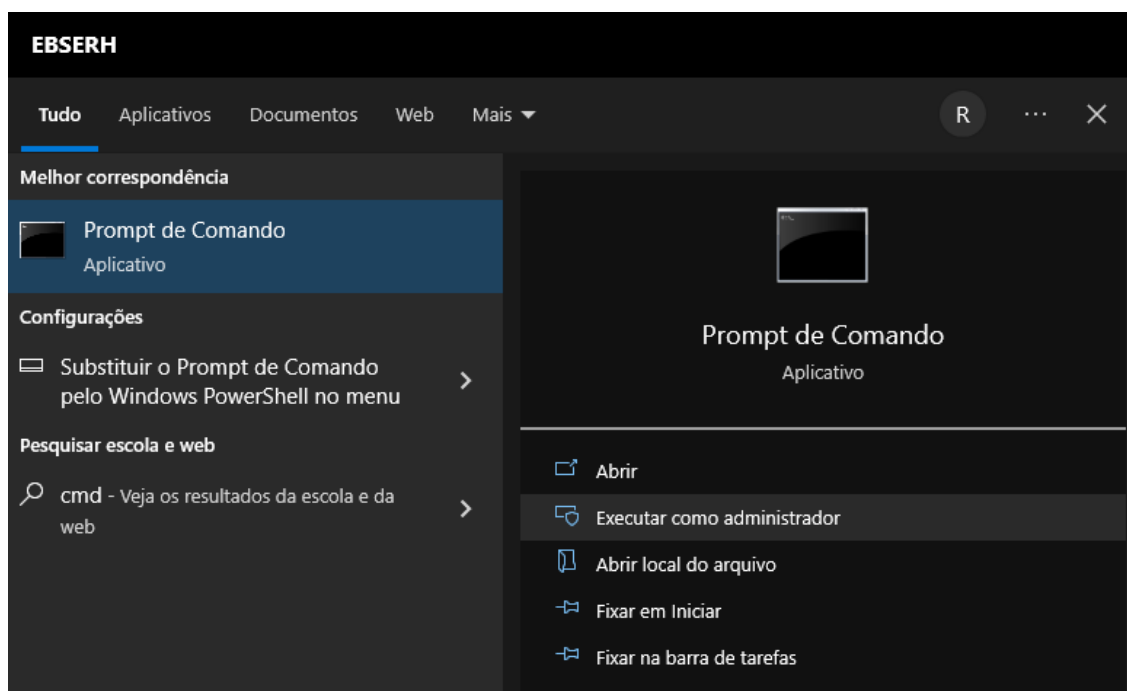 EBSERH
Tudo Aplicativos Documentos Web Mais R ...
Melhor correspondência
Prompt de Comando
Aplicativo
Configurações
Substituir o Prompt de Comando
pelo Windows PowerShell no menu
Pesquisar escola e web
cmd - Veja os resultados da escola e da
web
Prompt de Comando
Aplicativo
Abrir
Executar como administrador
Abrir local do arquivo
Fixar em Iniciar
Fixar na barra de tarefas